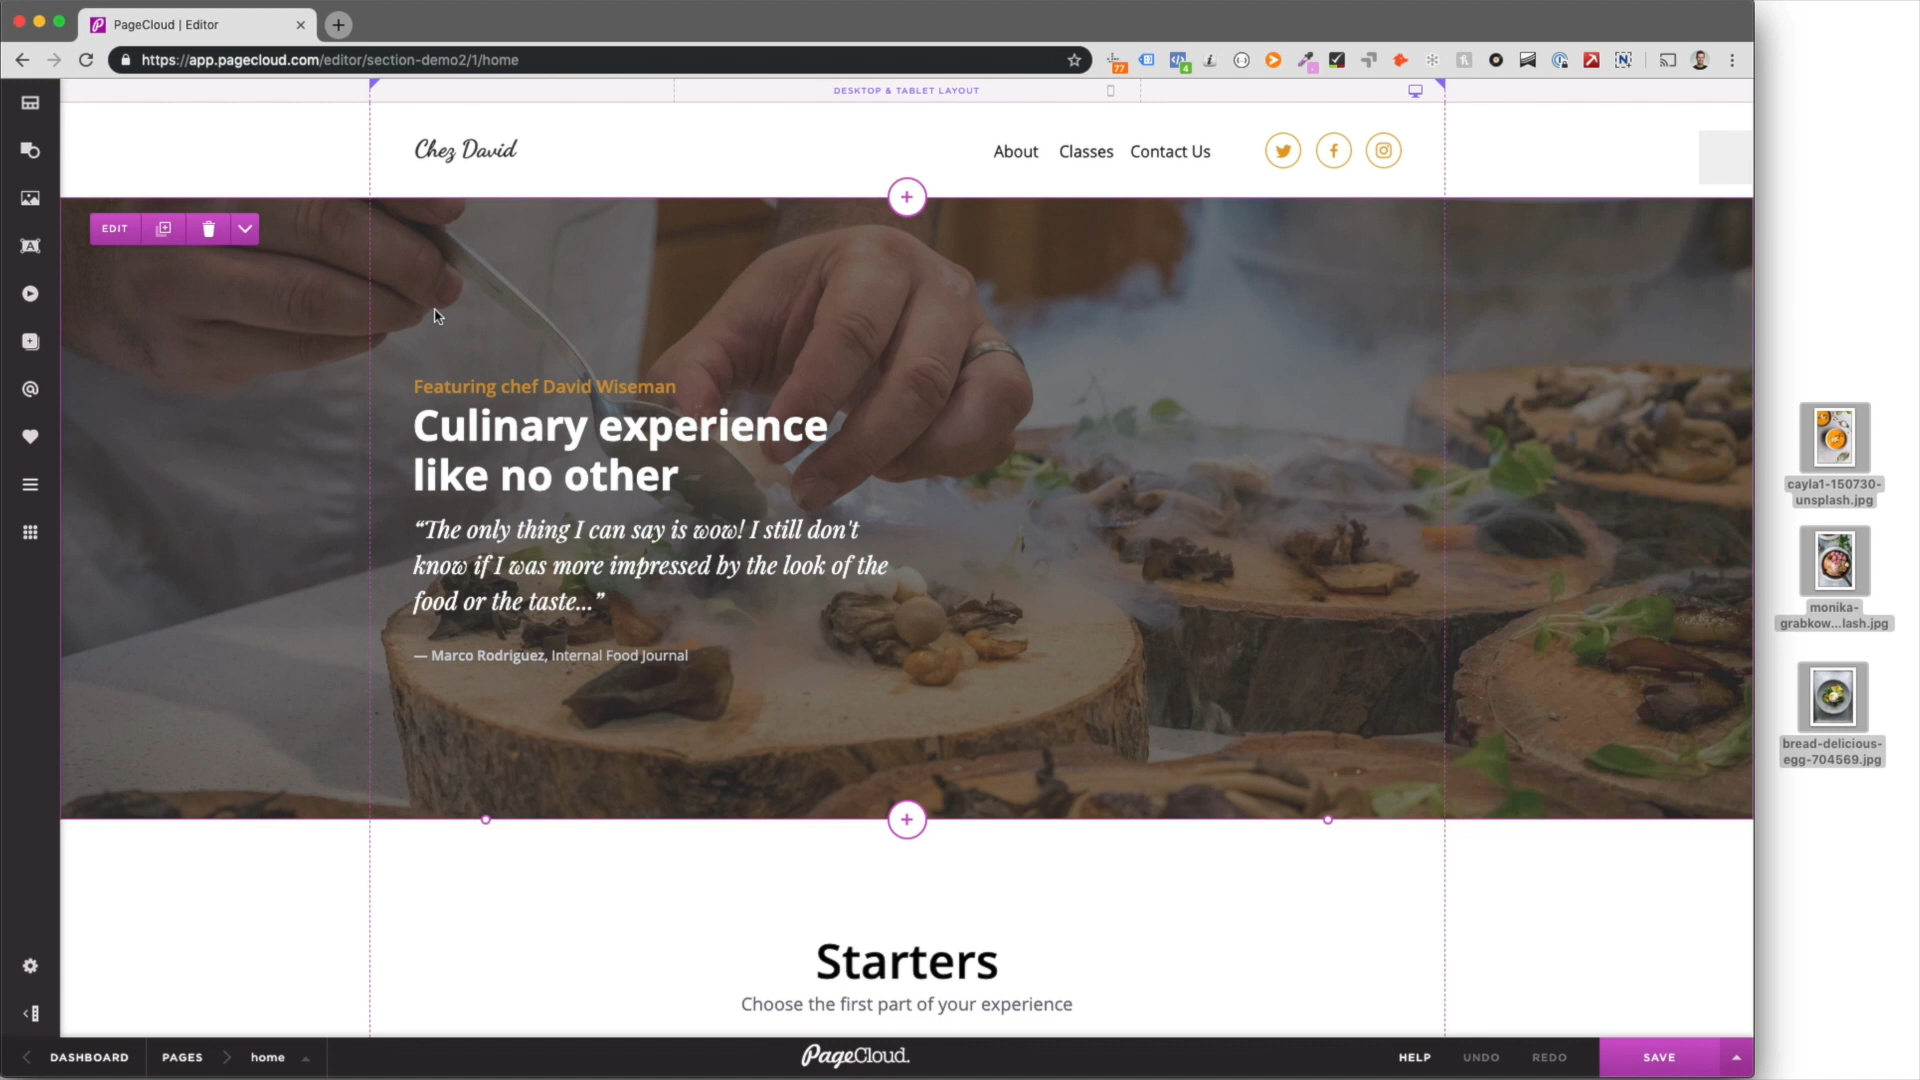 PageCloud | Editor
https://app.pagecloud.com/editor/section-demo2/1/home
77
4
DESKTOP & TABLET LAYOUT
Chez David
About Classes Contact Us
EDIT
Featuring chef David Wiseman
Culinary experience
like no other
“The only thing I can say is wow! I still don't
know if I was more impressed by the look of the
food or the taste...”
— Marco Rodriguez, Internal Food Journal
cayla1-150730-
unsplash.jpg
monika-
grabkow...lash.jpg
bread-delicious-
egg-704569.jpg
Starters
Choose the first part of your experience
DASHBOARD PAGES home
PageCloud.
HELP UNDO REDO SAVE